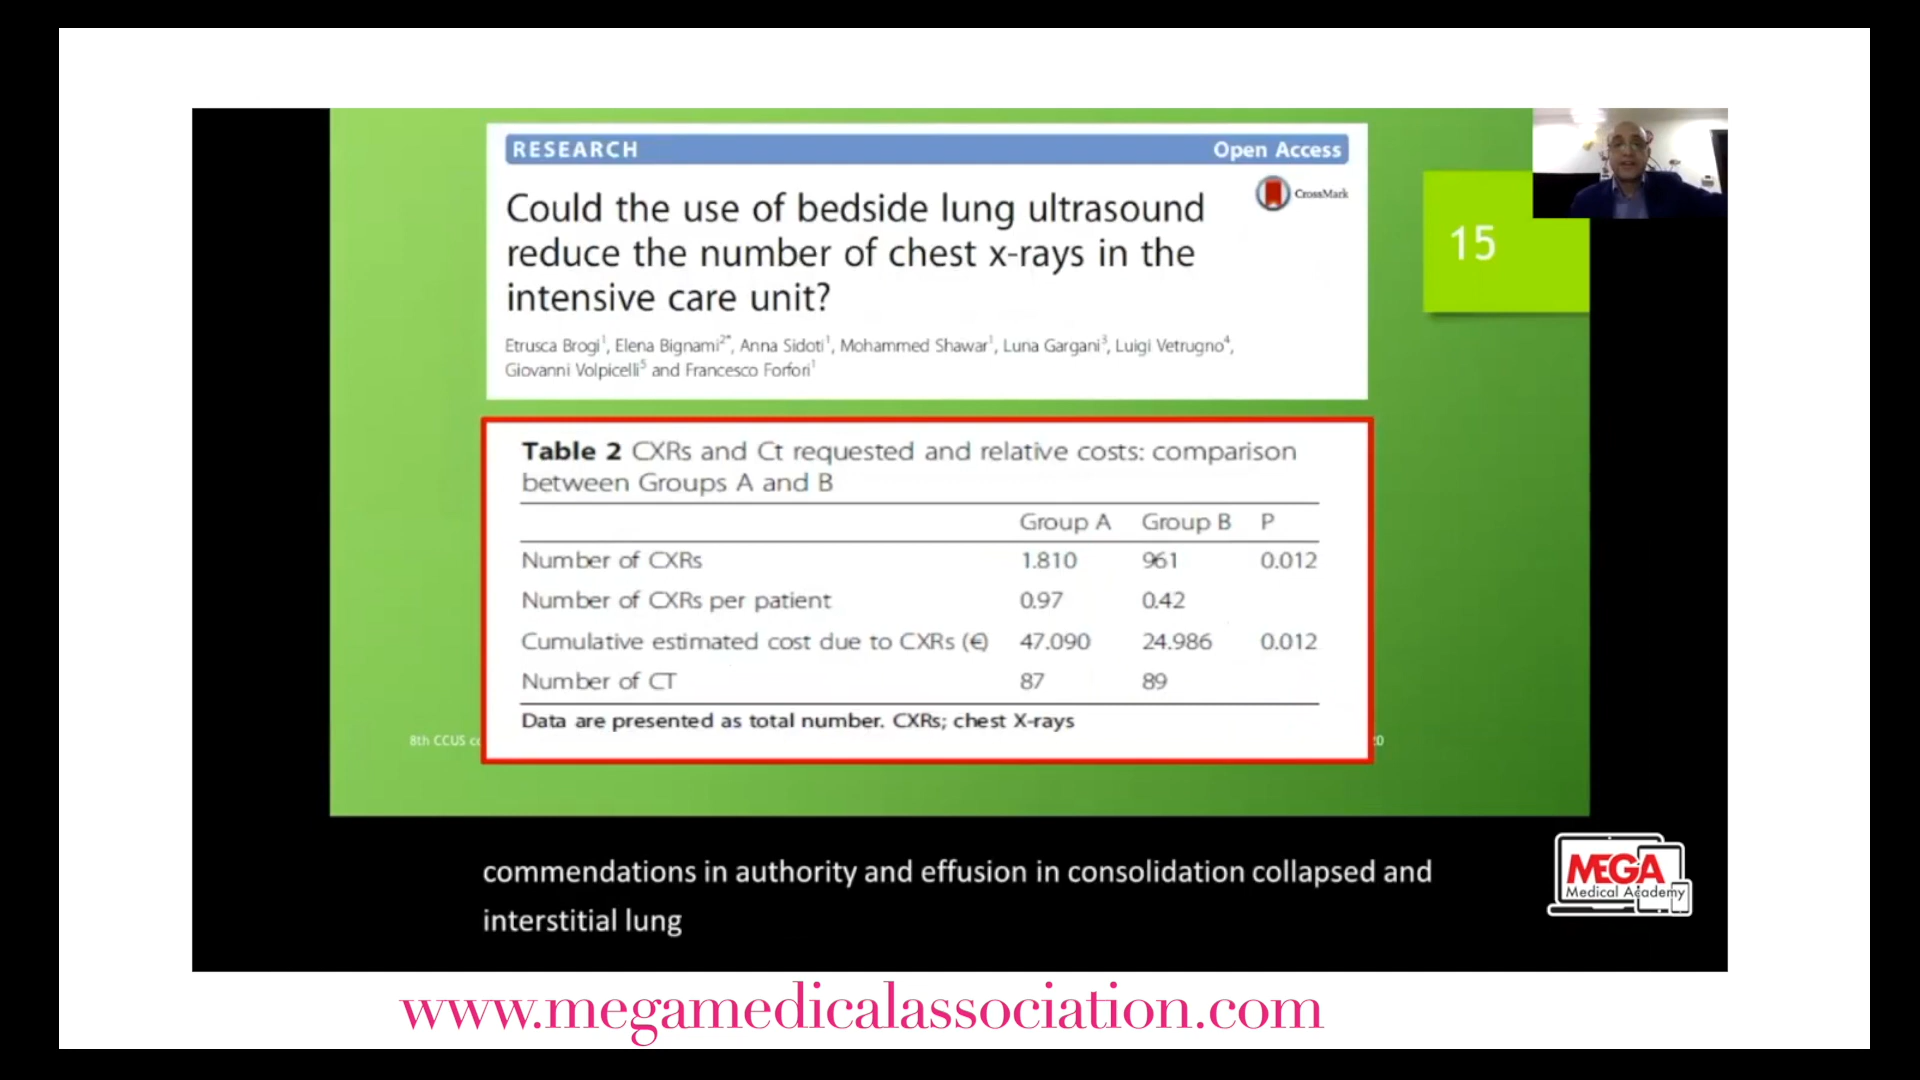 RESEARCH Open Access
Could the use of bedside lung ultrasound
reduce the number of chest x-rays in the
intensive care unit?
CrossMark
15
Etrusca Brogi1, Elena Bignami2*, Anna Sidoti1, Mohammed Shawar1, Luna Gargani3, Luigi Vetrugno4,
Giovanni Volpicelli5 and Francesco Forfori1
Table 2 CXRs and Ct requested and relative costs: comparison
between Groups A and B
Group A Group B P
Number of CXRs 1.810 961 0.012
Number of CXRs per patient 0.97 0.42
Cumulative estimated cost due to CXRs (€) 47.090 24.986 0.012
Number of CT 87 89
Data are presented as total number. CXRs; chest X-rays
8th CCUS
commendations in authority and effusion in consolidation collapsed and
interstitial lung
MEGA
Medical Academy
www.megamedicalassociation.com